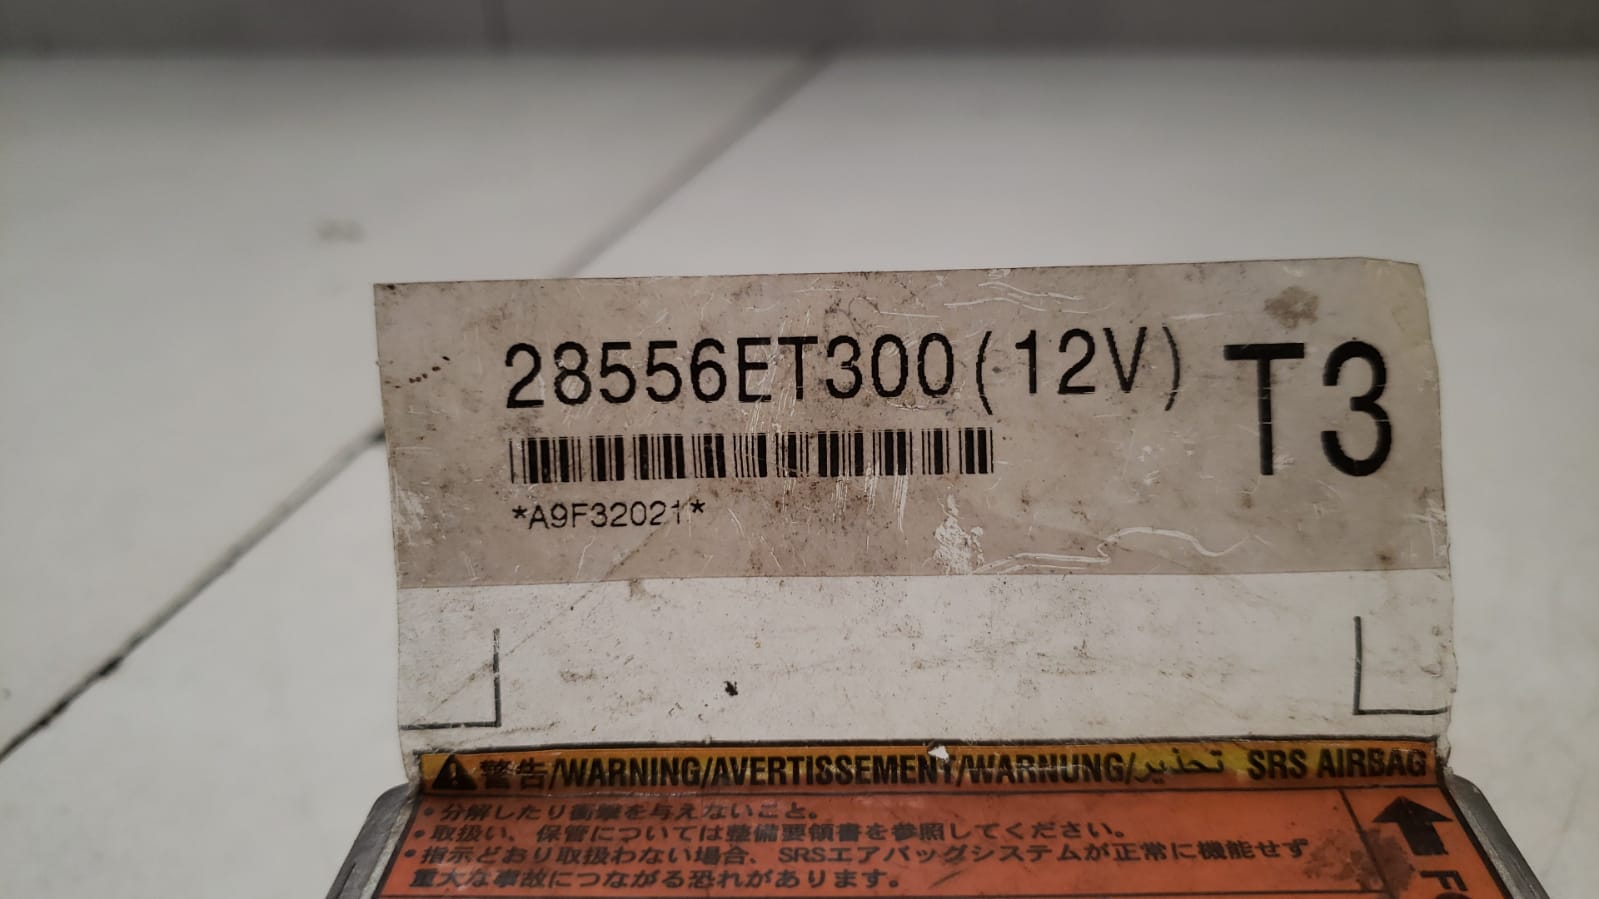 28556ET300(12V) T3
*A9F32021*
警告/WARNING/AVERTISSEMENT/WARNUNG/تحذير SRS AIRBAG
・分解したり衝撃を与えないこと。
・取扱い、保管については整備要領書を参照してください。
・指示どおり取扱わない場合、SRSエアバッグシステムが正常に機能せず
重大な事故につながる恐れがあります。